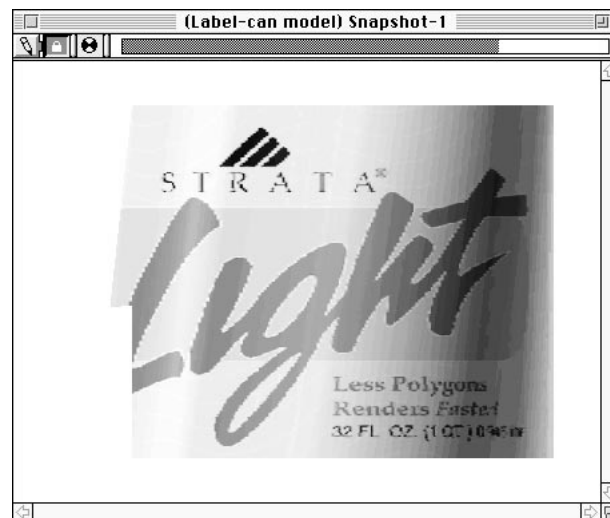 (Label-can model) Snapshot-1
STRATA®
Light
Less Polygons
Renders Faster!
32 FL. OZ. (1 QT)